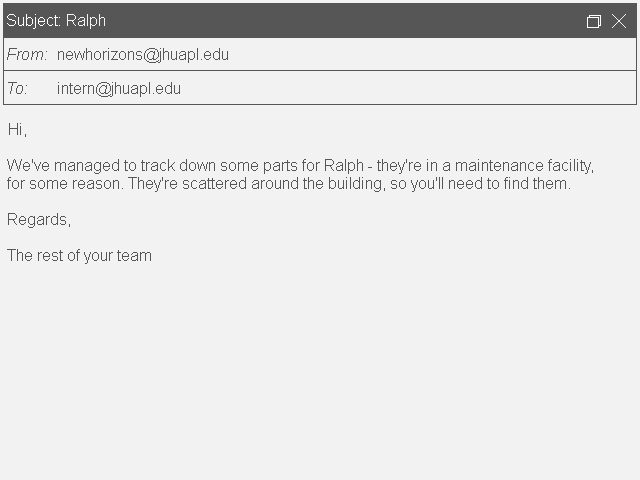 Subject: Ralph
From: newhorizons@jhuapl.edu
To: intern@jhuapl.edu
Hi,
We've managed to track down some parts for Ralph - they're in a maintenance facility,
for some reason. They're scattered around the building, so you'll need to find them.
Regards,
The rest of your team